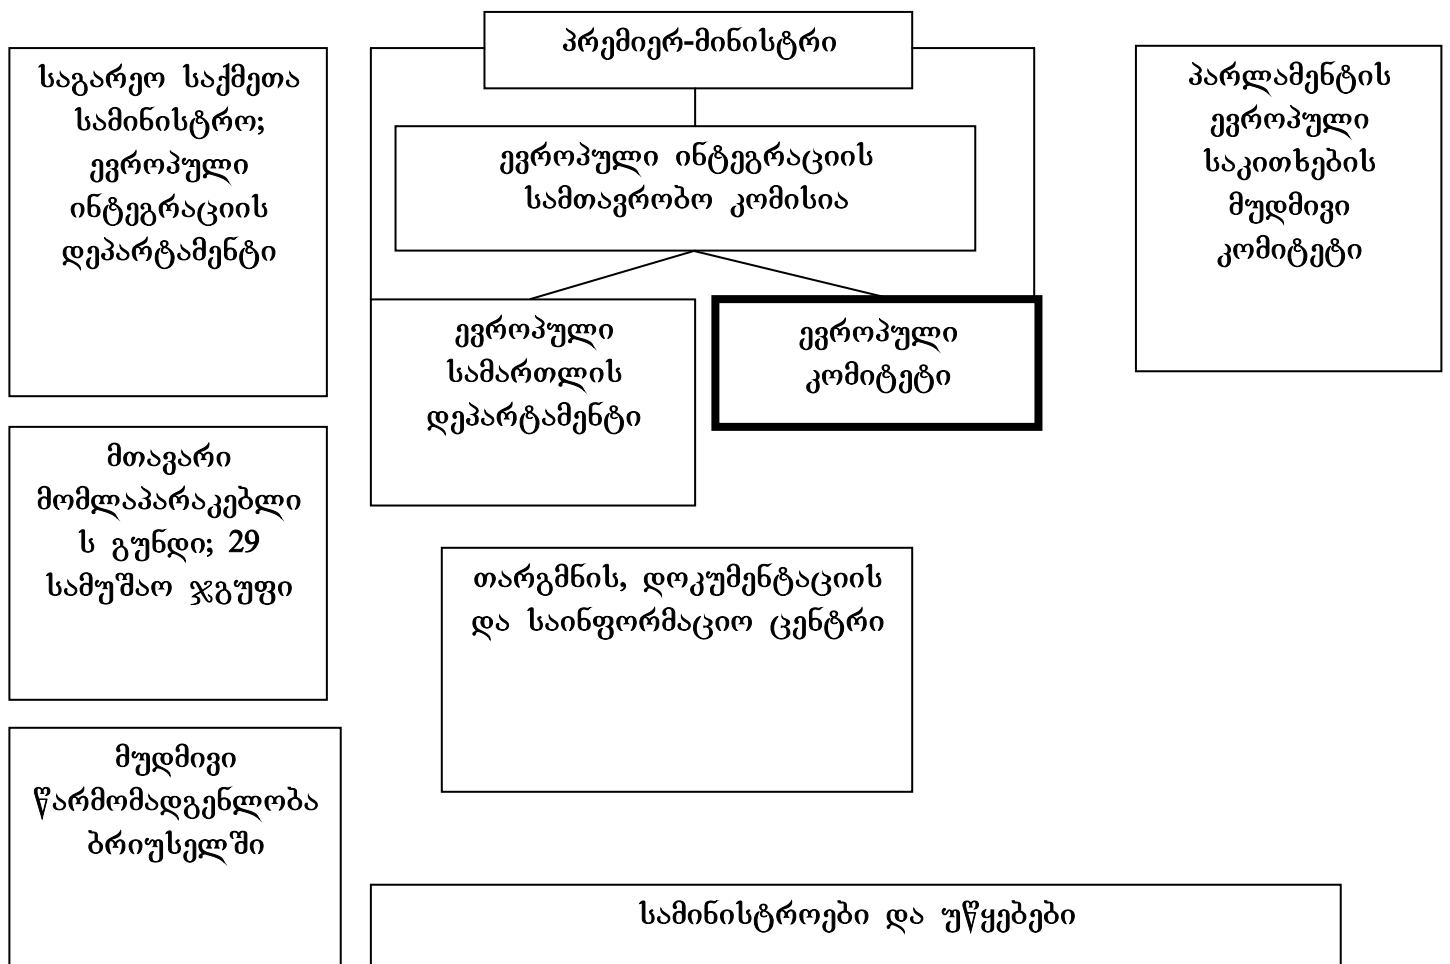 პრემიერ-მინისტრი
საგარეო საქმეთა
სამინისტრო;
ევროპული
ინტეგრაციის
დეპარტამენტი
ევროპული ინტეგრაციის
სამთავრობო კომისია
პარლამენტის
ევროპული
საკითხების
მუდმივი
კომიტეტი
ევროპული
სამართლის
დეპარტამენტი
ევროპული
კომიტეტი
მთავარი
მომლაპარაკებლი
ს გუნდი; 29
სამუშაო ჯგუფი
თარგმნის, დოკუმენტაციის
და საინფორმაციო ცენტრი
მუდმივი
წარმომადგენლობა
ბრიუსელში
სამინისტროები და უწყებები